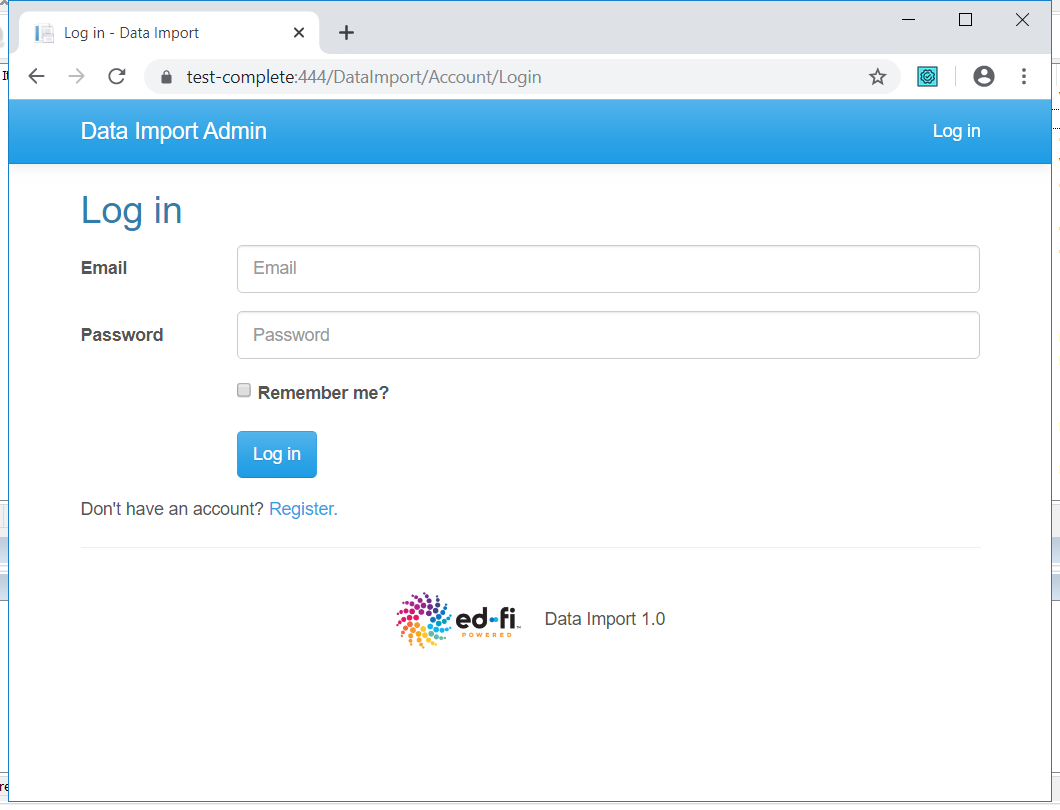 Log in - Data Import
test-complete:444/DataImport/Account/Login
Data Import Admin Log in
Log in
Email Email
Password Password
Remember me?
Log in
Don't have an account? Register.
ed-fi™ Data Import 1.0
POWERED